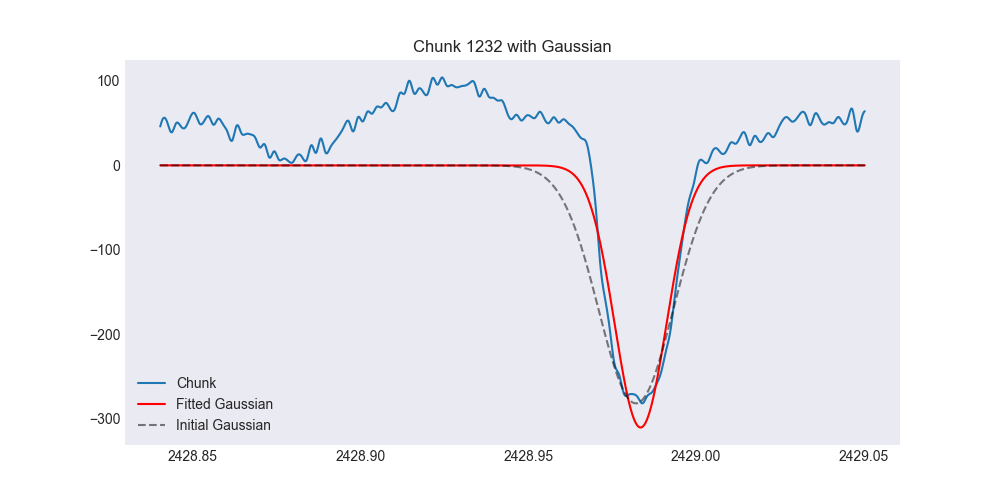 Chunk 1232 with Gaussian
100
0
−100
−200
−300
Chunk
Fitted Gaussian
Initial Gaussian
2428.85 2428.90 2428.95 2429.00 2429.05